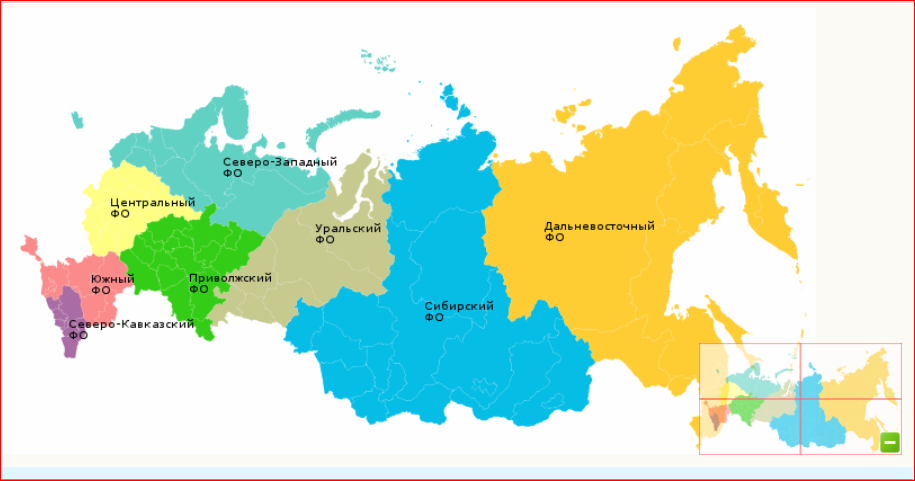 Северо-Западный
ФО
Центральный
ФО
Уральский
ФО
Дальневосточный
ФО
Южный
ФО
Приволжский
ФО
Сибирский
ФО
Северо-Кавказский
ФО